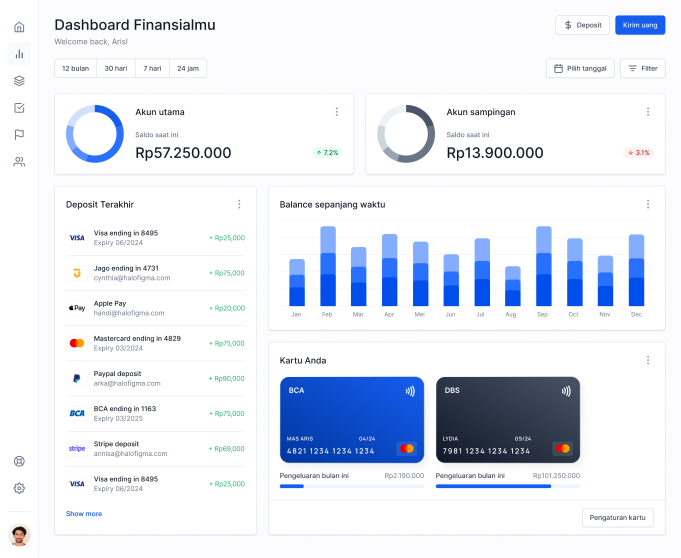 Dashboard Finansialmu
Welcome back, Aris!
Deposit
Kirim uang
12 bulan
30 hari
7 hari
24 jam
Pilih tanggal
Filter
Akun utama
Saldo saat ini
Rp57.250.000
↑ 7.2%
Akun sampingan
Saldo saat ini
Rp13.900.000
↓ 3.1%
Deposit Terakhir
VISA
Visa ending in 8495
Expiry 06/2024
+ Rp25,000
Jago ending in 4731
cynthia@halofigma.com
+ Rp75,000
Pay
Apple Pay
handi@halofigma.com
+ Rp20,000
Mastercard ending in 4829
Expiry 03/2024
+ Rp75,000
Paypal deposit
arka@halofigma.com
+ Rp90,000
BCA
BCA ending in 1163
Expiry 03/2025
+ Rp75,000
stripe
Stripe deposit
annisa@halofigma.com
+ Rp69,000
VISA
Visa ending in 8495
Expiry 06/2024
+ Rp25,000
Show more
Balance sepanjang waktu
Jan Feb Mar Apr Mei Jun Jul Aug Sep Oct Nov Dec
Kartu Anda
BCA
MAS ARIS 04/24
4821 1234 1234 1234
Pengeluaran bulan ini Rp2.190.000
DBS
LYDIA 09/24
7981 1234 1234 1234
Pengeluaran bulan ini Rp101.250.000
Pengaturan kartu